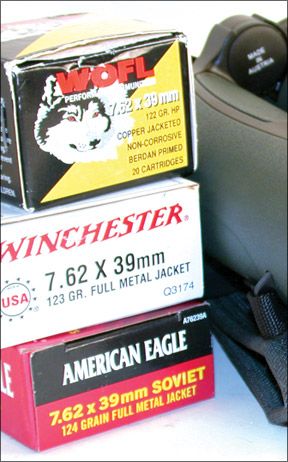 WOFL
PERFOR
MUNI
7.62 x 39mm
122 GR. HP
COPPER JACKETED
NON-CORROSIVE
BERDAN PRIMED
20 CARTRIDGES
MADE
IN
AUSTRIA
WINCHESTER®
7.62 X 39mm
USA
123 GR. FULL METAL JACKET
Q3174
A76239A
AMERICAN EAGLE
7.62 x 39mm SOVIET
124 GRAIN FULL METAL JACKET